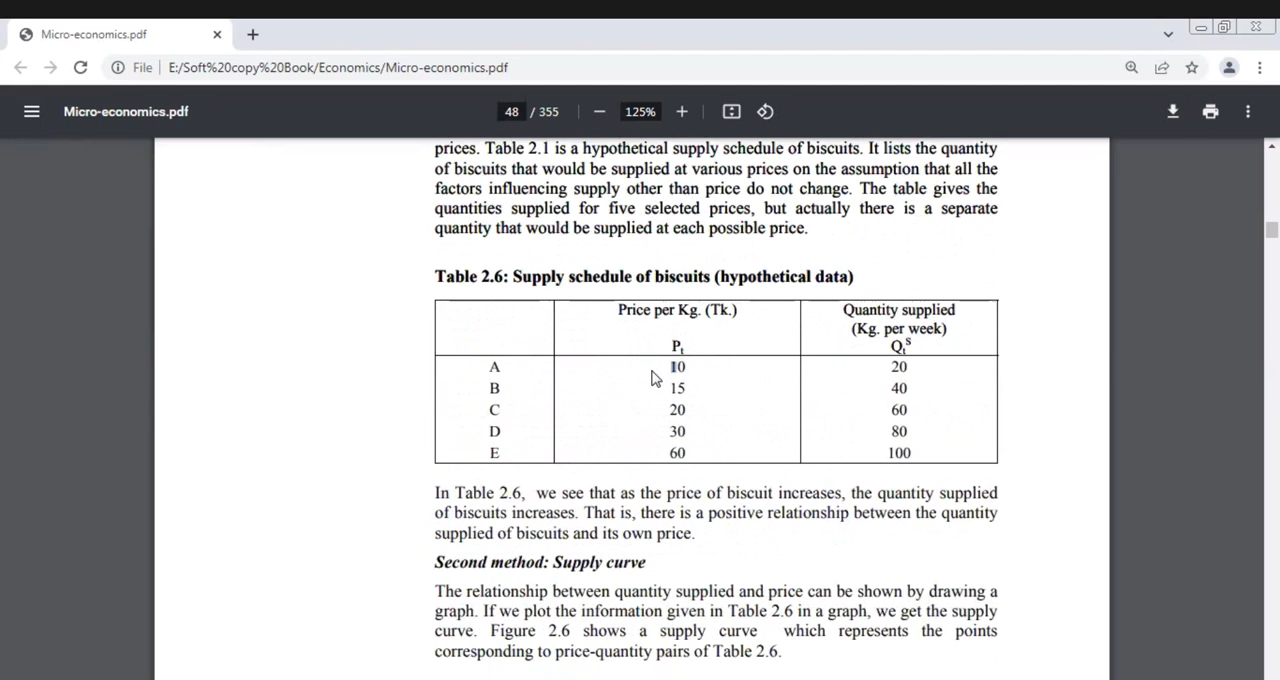 Micro-economics.pdf
File E:/Soft%20copy%20Book/Economics/Micro-economics.pdf
Micro-economics.pdf 48 / 355 125%
prices. Table 2.1 is a hypothetical supply schedule of biscuits. It lists the quantity
of biscuits that would be supplied at various prices on the assumption that all the
factors influencing supply other than price do not change. The table gives the
quantities supplied for five selected prices, but actually there is a separate
quantity that would be supplied at each possible price.
Table 2.6: Supply schedule of biscuits (hypothetical data)
Price per Kg. (Tk.) Quantity supplied
(Kg. per week)
Pt Qts
A 10 20
B 15 40
C 20 60
D 30 80
E 60 100
In Table 2.6, we see that as the price of biscuit increases, the quantity supplied
of biscuits increases. That is, there is a positive relationship between the quantity
supplied of biscuits and its own price.
Second method: Supply curve
The relationship between quantity supplied and price can be shown by drawing a
graph. If we plot the information given in Table 2.6 in a graph, we get the supply
curve. Figure 2.6 shows a supply curve which represents the points
corresponding to price-quantity pairs of Table 2.6.